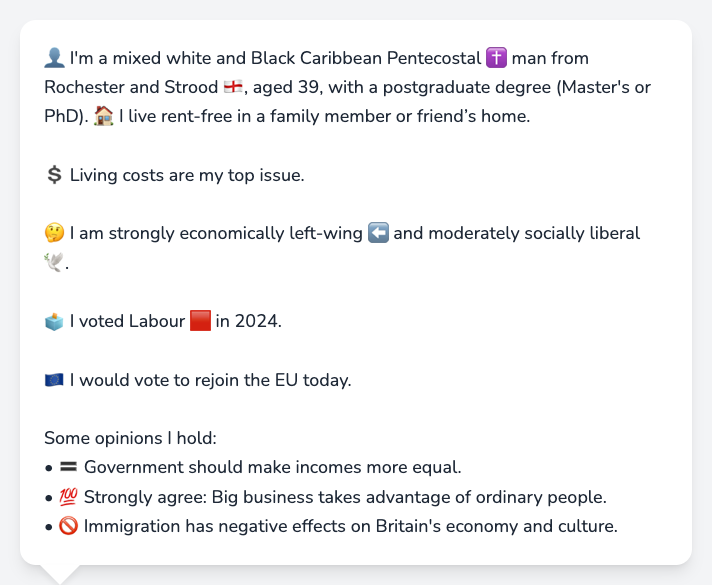 👤 I'm a mixed white and Black Caribbean Pentecostal ✝️ man from
Rochester and Strood 🏴󠁧󠁢󠁥󠁮󠁧󠁿, aged 39, with a postgraduate degree (Master's or
PhD). 🏠 I live rent-free in a family member or friend’s home.
💲 Living costs are my top issue.
🤔 I am strongly economically left-wing ⬅️ and moderately socially liberal
🕊️.
🗳️ I voted Labour 🟥 in 2024.
🇪🇺 I would vote to rejoin the EU today.
Some opinions I hold:
• 🟰 Government should make incomes more equal.
• 💯 Strongly agree: Big business takes advantage of ordinary people.
• 🚫 Immigration has negative effects on Britain's economy and culture.